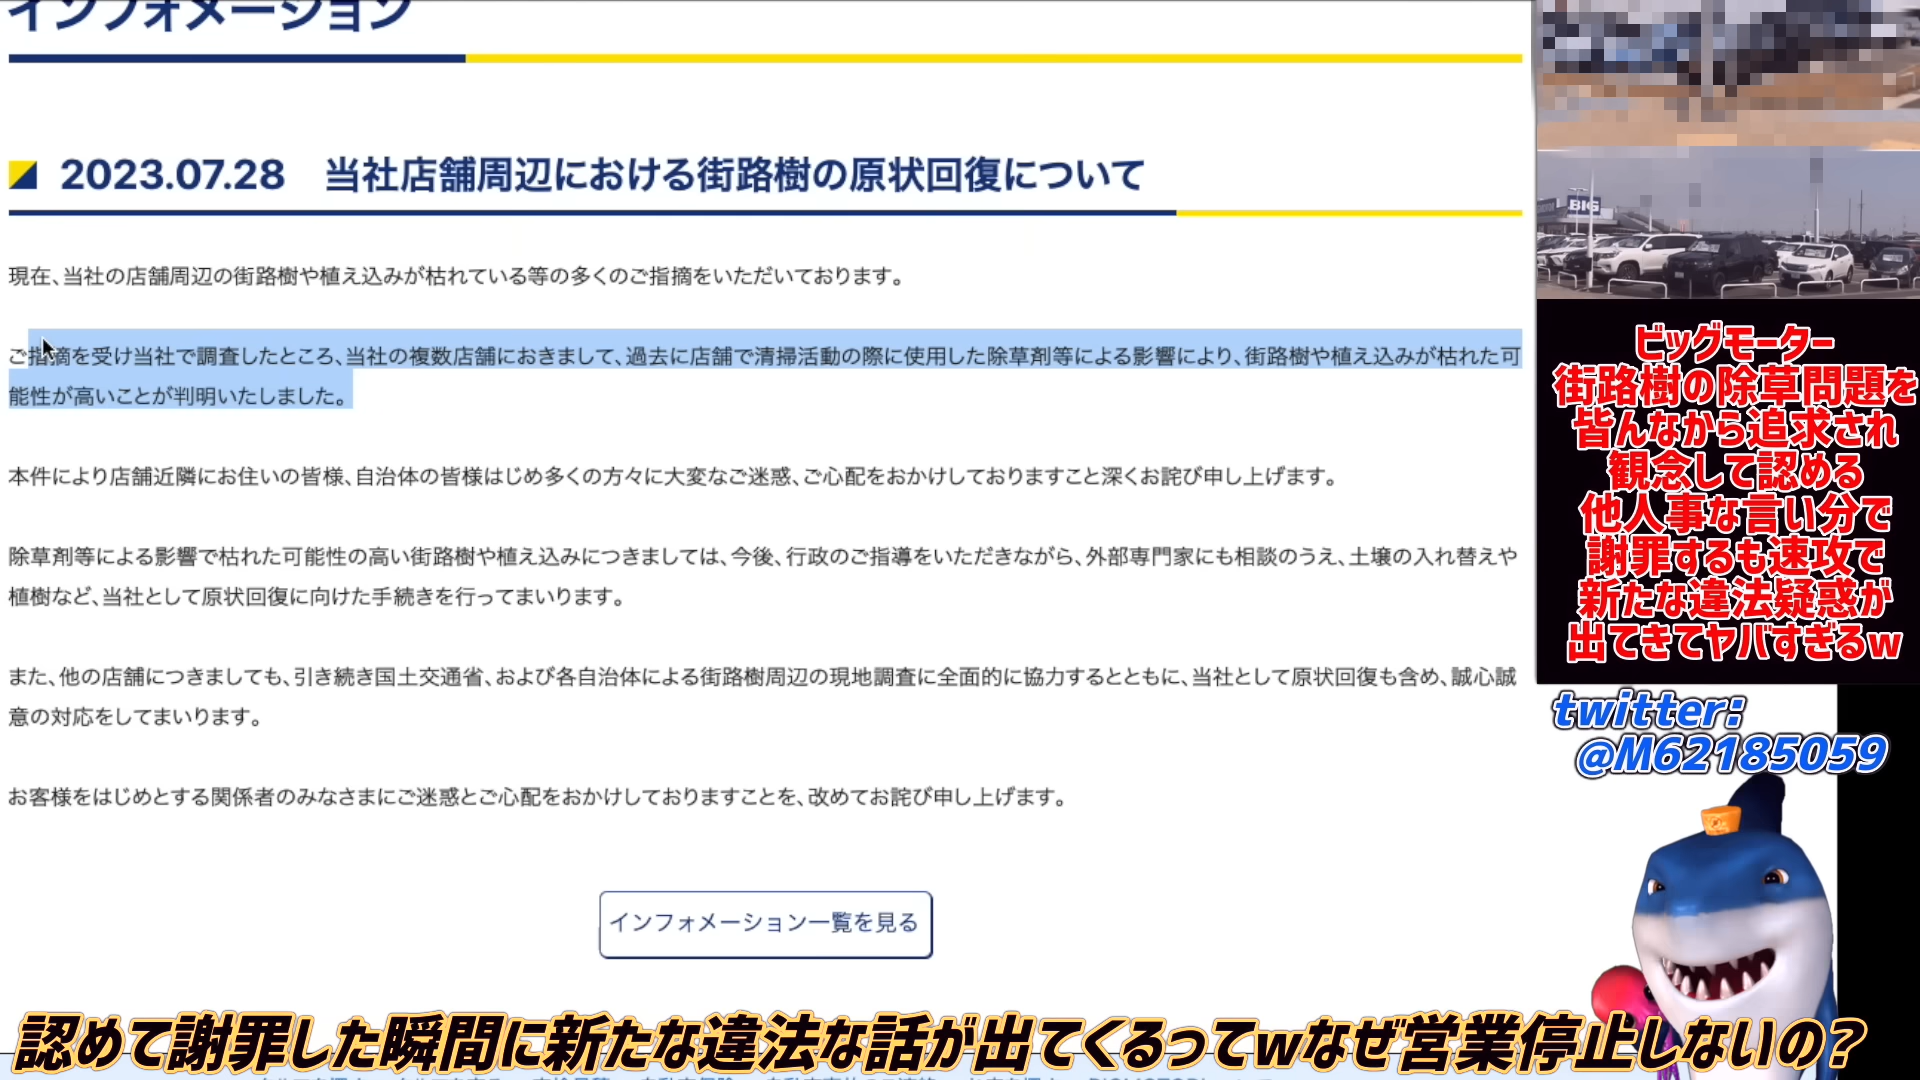 インフォメーション
2023.07.28 当社店舗周辺における街路樹の原状回復について
現在、当社の店舗周辺の街路樹や植え込みが枯れている等の多くのご指摘をいただいております。
ご指摘を受け当社で調査したところ、当社の複数店舗におきまして、過去に店舗で清掃活動の際に使用した除草剤等による影響により、街路樹や植え込みが枯れた可
能性が高いことが判明いたしました。
本件により店舗近隣にお住いの皆様、自治体の皆様はじめ多くの方々に大変なご迷惑、ご心配をおかけしておりますこと深くお詫び申し上げます。
除草剤等による影響で枯れた可能性の高い街路樹や植え込みにつきましては、今後、行政のご指導をいただきながら、外部専門家にも相談のうえ、土壌の入れ替えや
植樹など、当社として原状回復に向けた手続きを行ってまいります。
また、他の店舗につきましても、引き続き国土交通省、および各自治体による街路樹周辺の現地調査に全面的に協力するとともに、当社として原状回復も含め、誠心誠
意の対応をしてまいります。
お客様をはじめとする関係者のみなさまにご迷惑とご心配をおかけしておりますことを、改めてお詫び申し上げます。
インフォメーション一覧を見る
BIG
ビッグモーター
街路樹の除草問題を
皆んなから追求され
観念して認める
他人事な言い分で
謝罪するも速攻で
新たな違法疑惑が
出てきてヤバすぎるw
twitter:
@M62185059
認めて謝罪した瞬間に新たな違法な話が出てくるってwなぜ営業停止しないの?